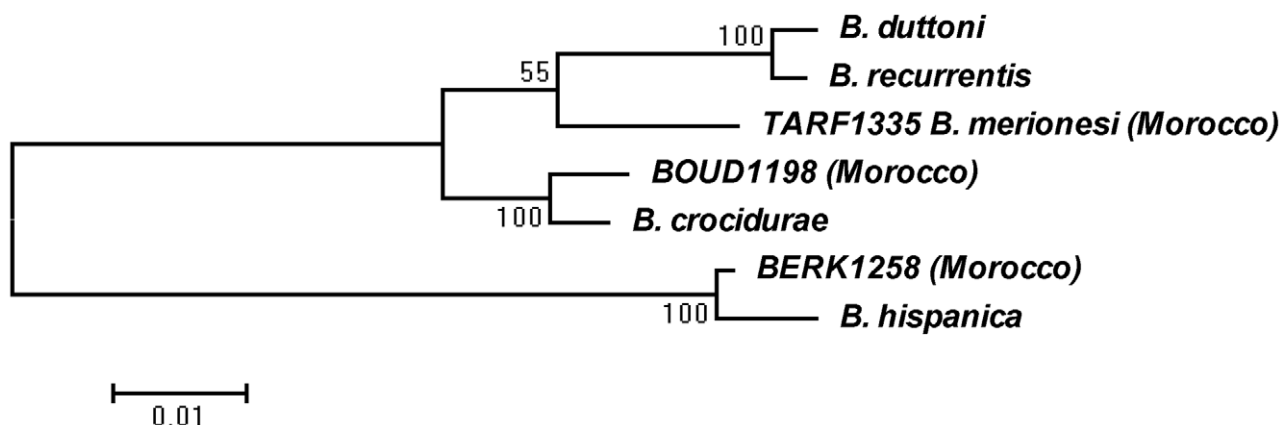 100 B. duttoni
55 B. recurrentis
TARF1335 B. merionesi (Morocco)
BOUD1198 (Morocco)
100 B. crocidurae
BERK1258 (Morocco)
100 B. hispanica
0.01